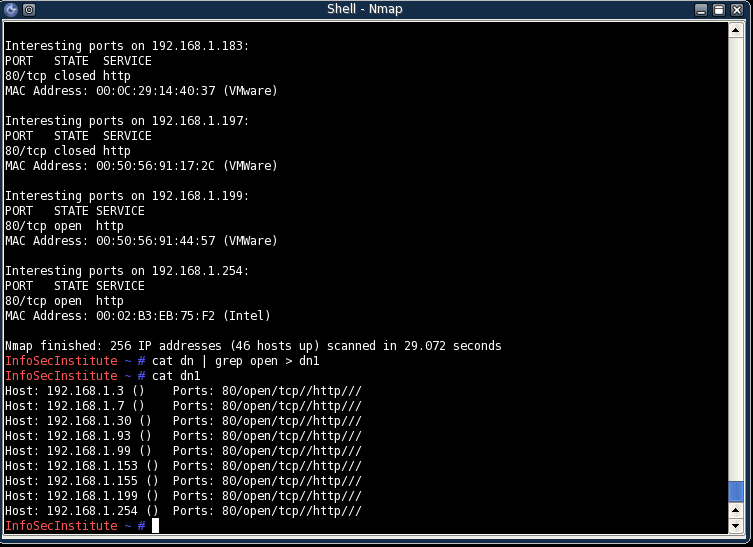 Shell - Nmap
Interesting ports on 192.168.1.183:
PORT   STATE  SERVICE
80/tcp closed http
MAC Address: 00:0C:29:14:40:37 (VMware)
Interesting ports on 192.168.1.197:
PORT   STATE  SERVICE
80/tcp closed http
MAC Address: 00:50:56:91:17:2C (VMWare)
Interesting ports on 192.168.1.199:
PORT   STATE SERVICE
80/tcp open  http
MAC Address: 00:50:56:91:44:57 (VMWare)
Interesting ports on 192.168.1.254:
PORT   STATE SERVICE
80/tcp open  http
MAC Address: 00:02:B3:EB:75:F2 (Intel)
Nmap finished: 256 IP addresses (46 hosts up) scanned in 29.072 seconds
InfoSecInstitute ~ # cat dn | grep open > dn1
InfoSecInstitute ~ # cat dn1
Host: 192.168.1.3 ()    Ports: 80/open/tcp//http///
Host: 192.168.1.7 ()    Ports: 80/open/tcp//http///
Host: 192.168.1.30 ()   Ports: 80/open/tcp//http///
Host: 192.168.1.93 ()   Ports: 80/open/tcp//http///
Host: 192.168.1.99 ()   Ports: 80/open/tcp//http///
Host: 192.168.1.153 ()  Ports: 80/open/tcp//http///
Host: 192.168.1.155 ()  Ports: 80/open/tcp//http///
Host: 192.168.1.199 ()  Ports: 80/open/tcp//http///
Host: 192.168.1.254 ()  Ports: 80/open/tcp//http///
InfoSecInstitute ~ #